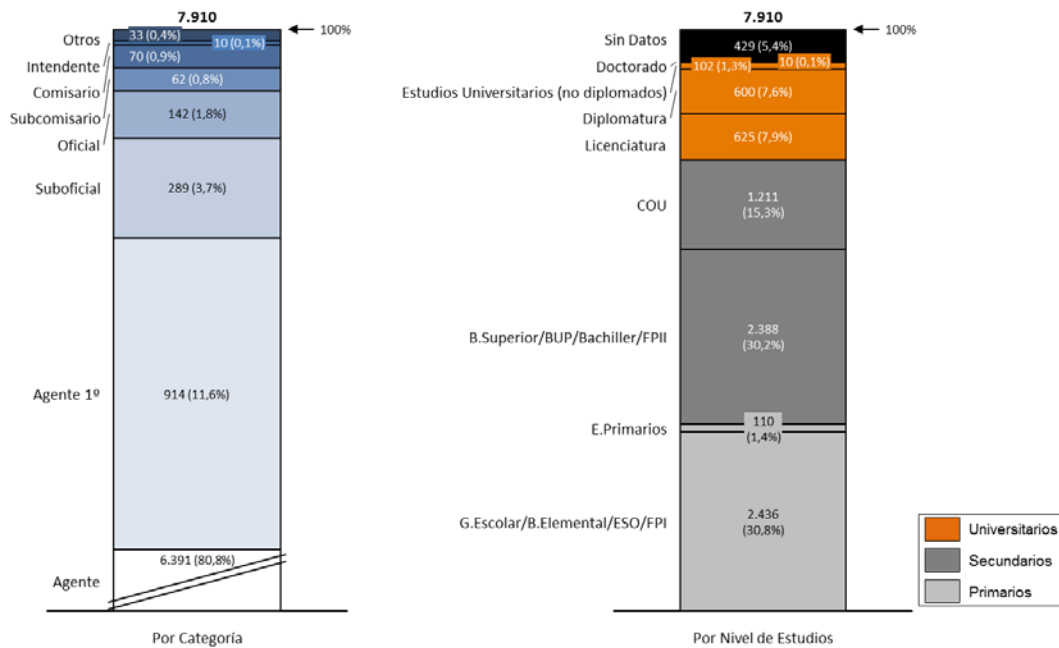 7.910
100%
Otros
33 (0,4%)
10 (0,1%)
Intendente
70 (0,9%)
Comisario
62 (0,8%)
Subcomisario
142 (1,8%)
Oficial
Suboficial
289 (3,7%)
Agente 1º
914 (11,6%)
6.391 (80,8%)
Agente
Por Categoría
7.910
100%
Sin Datos
429 (5,4%)
Doctorado
102 (1,3%)
10 (0,1%)
Estudios Universitarios (no diplomados)
600 (7,6%)
Diplomatura
Licenciatura
625 (7,9%)
COU
1.211
(15,3%)
B.Superior/BUP/Bachiller/FPII
2.388
(30,2%)
E.Primarios
110
(1,4%)
G.Escolar/B.Elemental/ESO/FPI
2.436
(30,8%)
Por Nivel de Estudios
Universitarios
Secundarios
Primarios